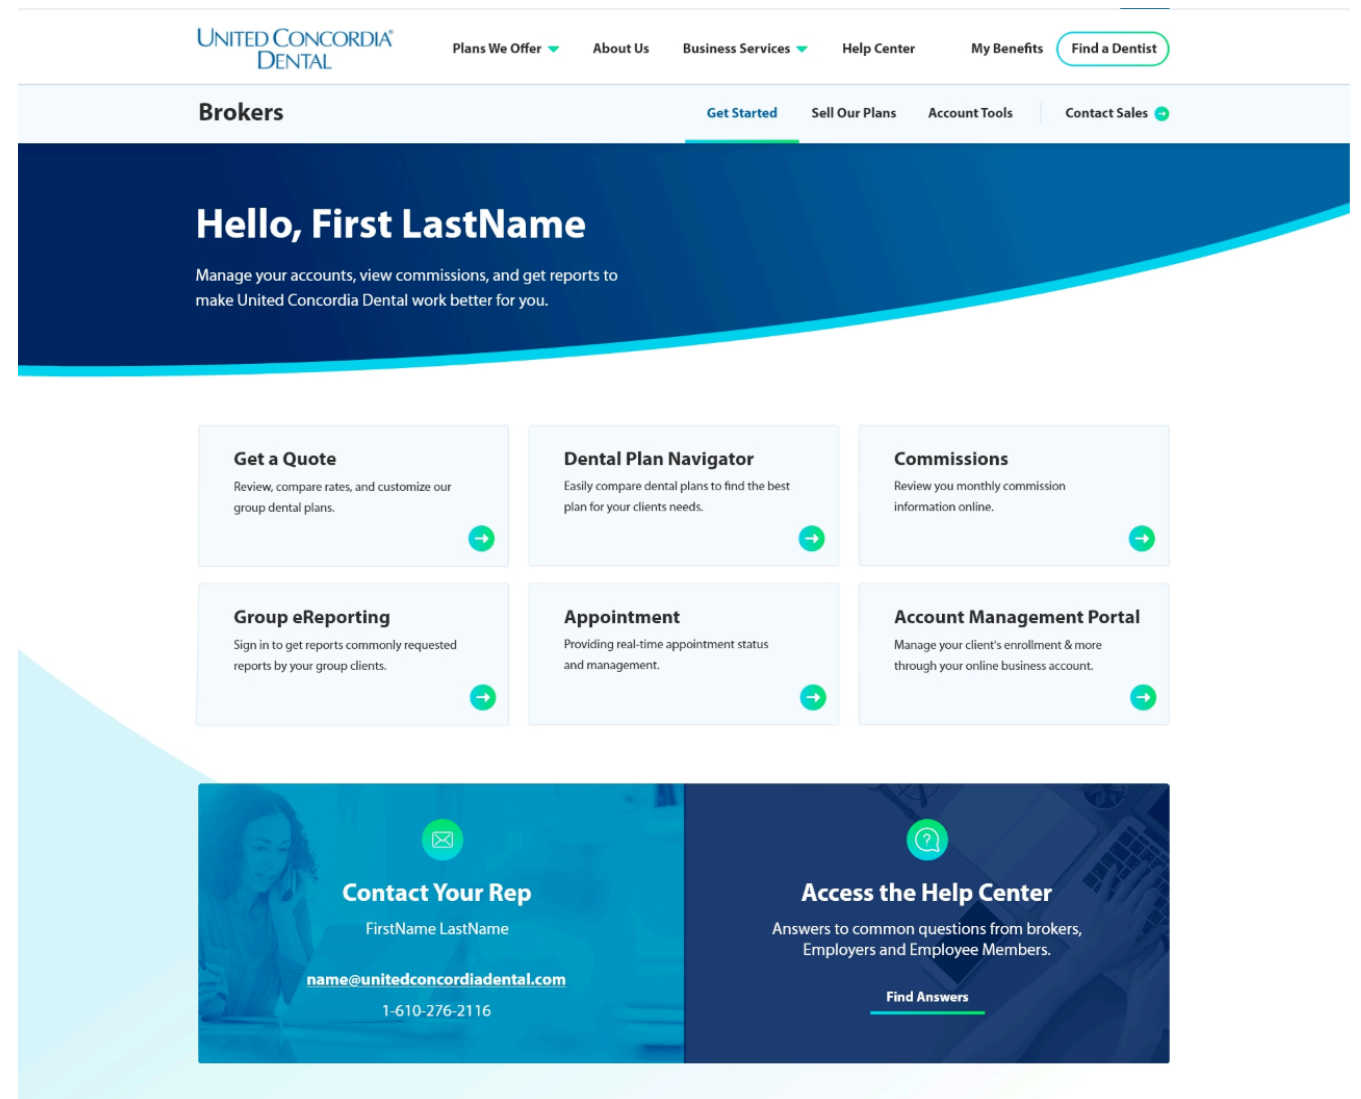 UNITED CONCORDIA®
DENTAL
Plans We Offer
About Us
Business Services
Help Center
My Benefits
Find a Dentist
Brokers
Get Started
Sell Our Plans
Account Tools
Contact Sales
Hello, First LastName
Manage your accounts, view commissions, and get reports to
make United Concordia Dental work better for you.
Get a Quote
Review, compare rates, and customize our
group dental plans.
Dental Plan Navigator
Easily compare dental plans to find the best
plan for your clients needs.
Commissions
Review you monthly commission
information online.
Group eReporting
Sign in to get reports commonly requested
reports by your group clients.
Appointment
Providing real-time appointment status
and management.
Account Management Portal
Manage your client's enrollment & more
through your online business account.
Contact Your Rep
FirstName LastName
name@unitedconcordiadental.com
1-610-276-2116
Access the Help Center
Answers to common questions from brokers,
Employers and Employee Members.
Find Answers